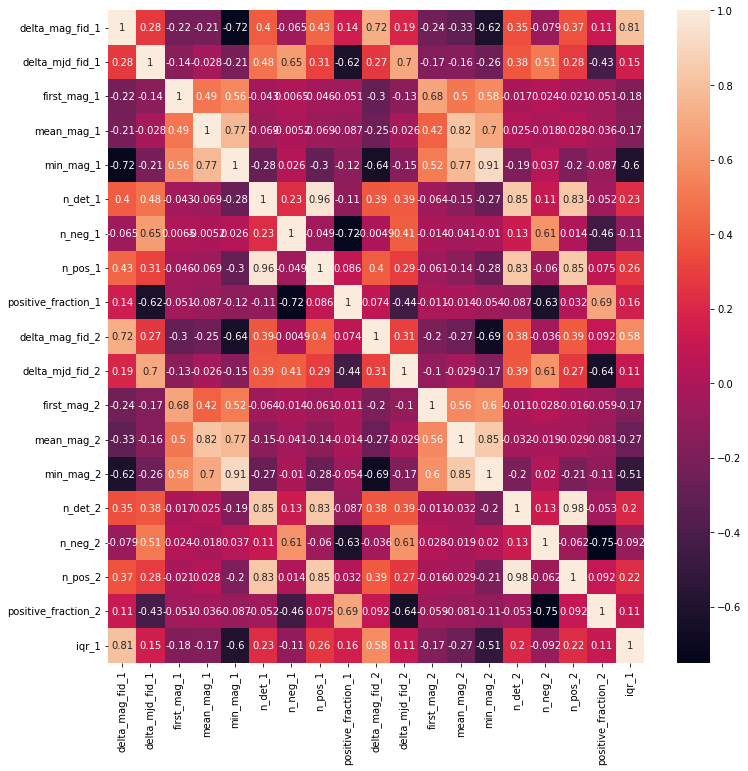 delta_mag_fid_1 1 0.28 -0.22 -0.21 -0.72 0.4 -0.065 0.43 0.14 0.72 0.19 -0.24 -0.33 -0.62 0.35 -0.079 0.37 0.11 0.81
delta_mjd_fid_1 0.28 1 -0.14 -0.028 -0.21 0.48 0.65 0.31 -0.62 0.27 0.7 -0.17 -0.16 -0.26 0.38 0.51 0.28 -0.43 0.15
first_mag_1 -0.22 -0.14 1 0.49 0.56 -0.043 0.0065 -0.046 -0.051 -0.3 -0.13 0.68 0.5 0.58 -0.017 0.024 -0.021 -0.051 -0.18
mean_mag_1 -0.21 -0.028 0.49 1 0.77 -0.069 -0.0052 -0.069 -0.087 -0.25 -0.026 0.42 0.82 0.7 0.025 -0.018 0.028 -0.036 -0.17
min_mag_1 -0.72 -0.21 0.56 0.77 1 -0.28 0.026 -0.3 -0.12 -0.64 -0.15 0.52 0.77 0.91 -0.19 0.037 -0.2 -0.087 -0.6
n_det_1 0.4 0.48 -0.043 -0.069 -0.28 1 0.23 0.96 -0.11 0.39 0.39 -0.064 -0.15 -0.27 0.85 0.11 0.83 -0.052 0.23
n_neg_1 -0.065 0.65 0.0065 -0.0052 0.026 0.23 1 -0.049 -0.72 -0.0049 0.41 -0.014 -0.041 -0.01 0.13 0.61 0.014 -0.46 -0.11
n_pos_1 0.43 0.31 -0.046 -0.069 -0.3 0.96 -0.049 1 0.086 0.4 0.29 -0.061 -0.14 -0.28 0.83 -0.06 0.85 0.075 0.26
positive_fraction_1 0.14 -0.62 -0.051 -0.087 -0.12 -0.11 -0.72 0.086 1 0.074 -0.44 -0.011 -0.014 -0.054 -0.087 -0.63 0.032 0.69 0.16
delta_mag_fid_2 0.72 0.27 -0.3 -0.25 -0.64 0.39 -0.0049 0.4 0.074 1 0.31 -0.2 -0.27 -0.69 0.38 -0.036 0.39 0.092 0.58
delta_mjd_fid_2 0.19 0.7 -0.13 -0.026 -0.15 0.39 0.41 0.29 -0.44 0.31 1 -0.1 -0.029 -0.17 0.39 0.61 0.27 -0.64 0.11
first_mag_2 -0.24 -0.17 0.68 0.42 0.52 -0.064 -0.014 -0.061 -0.011 -0.2 -0.1 1 0.56 0.6 -0.011 -0.028 -0.016 -0.059 -0.17
mean_mag_2 -0.33 -0.16 0.5 0.82 0.77 -0.15 -0.041 -0.14 -0.014 -0.27 -0.029 0.56 1 0.85 -0.032 -0.019 -0.029 -0.081 -0.27
min_mag_2 -0.62 -0.26 0.58 0.7 0.91 -0.27 -0.01 -0.28 -0.054 -0.69 -0.17 0.6 0.85 1 -0.2 0.02 -0.21 -0.11 -0.51
n_det_2 0.35 0.38 -0.017 0.025 -0.19 0.85 0.13 0.83 -0.087 0.38 0.39 -0.011 -0.032 -0.2 1 0.13 0.98 -0.053 0.2
n_neg_2 -0.079 0.51 0.024 -0.018 0.037 0.11 0.61 -0.06 -0.63 -0.036 0.61 -0.028 -0.019 0.02 0.13 1 -0.062 -0.75 -0.092
n_pos_2 0.37 0.28 -0.021 0.028 -0.2 0.83 0.014 0.85 0.032 0.39 0.27 -0.016 -0.029 -0.21 0.98 -0.062 1 0.092 0.22
positive_fraction_2 0.11 -0.43 -0.051 -0.036 -0.087 -0.052 -0.46 0.075 0.69 0.092 -0.64 -0.059 -0.081 -0.11 -0.053 -0.75 0.092 1 0.11
iqr_1 0.81 0.15 -0.18 -0.17 -0.6 0.23 -0.11 0.26 0.16 0.58 0.11 -0.17 -0.27 -0.51 0.2 -0.092 0.22 0.11 1
delta_mag_fid_1
delta_mjd_fid_1
first_mag_1
mean_mag_1
min_mag_1
n_det_1
n_neg_1
n_pos_1
positive_fraction_1
delta_mag_fid_2
delta_mjd_fid_2
first_mag_2
mean_mag_2
min_mag_2
n_det_2
n_neg_2
n_pos_2
positive_fraction_2
iqr_1
1.0
0.8
0.6
0.4
0.2
0.0
−0.2
−0.4
−0.6